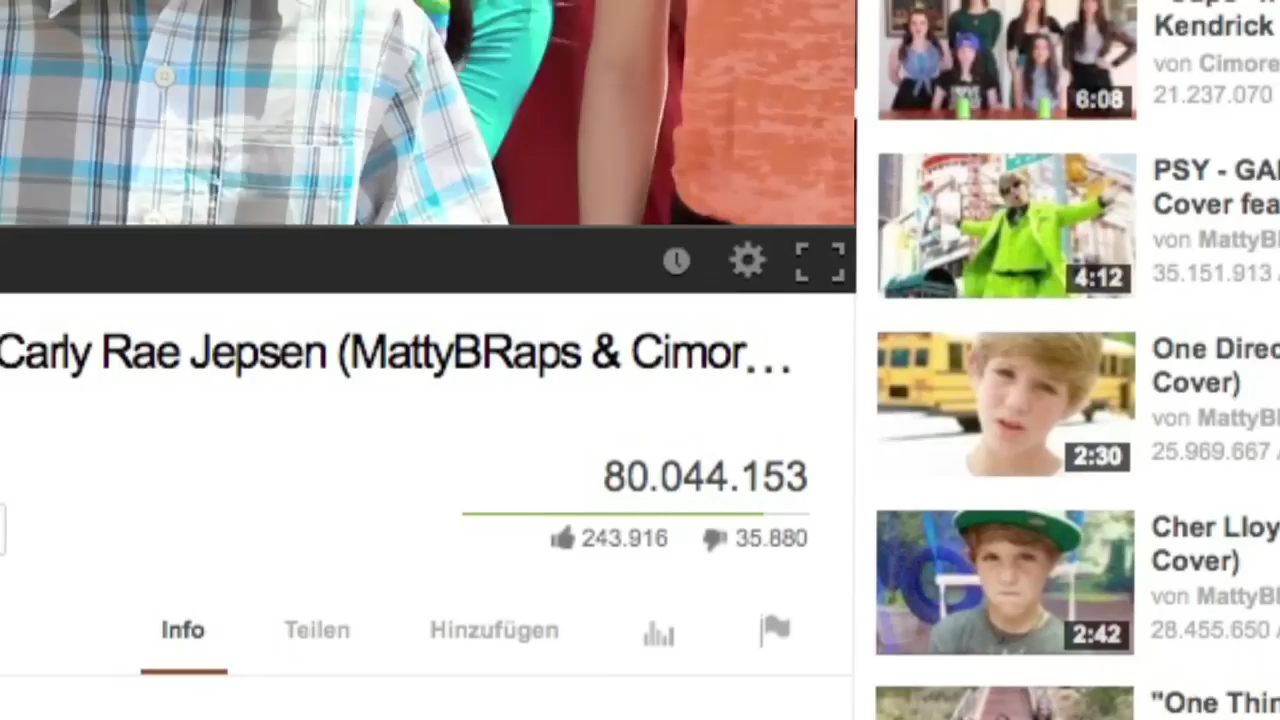 Carly Rae Jepsen (MattyBRaps & Cimor...
80.044.153
243.916 35.880
Info Teilen Hinzufügen
Kendrick
von Cimore
21.237.070
6:08
PSY - GA
Cover fea
von MattyB
35.151.913
4:12
One Direc
Cover)
von MattyB
25.969.667
2:30
Cher Lloy
Cover)
von MattyB
28.455.650
2:42
"One Thin